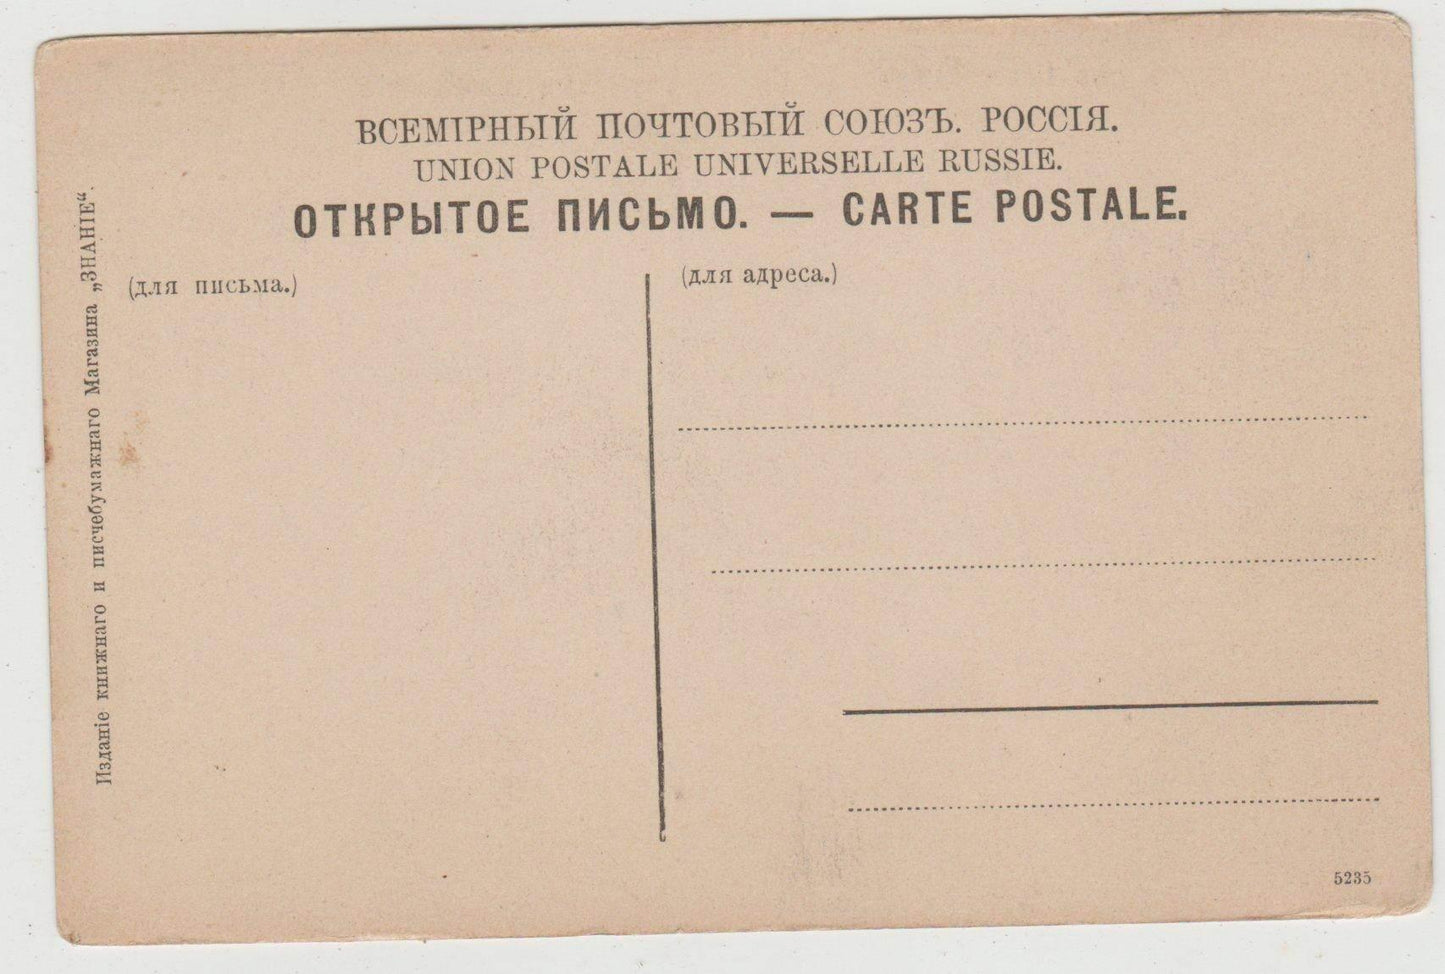 ВСЕМІРНЫЙ ПОЧТОВЫЙ СОЮЗЪ. РОССІЯ.
UNION POSTALE UNIVERSELLE RUSSIE.
ОТКРЫТОЕ ПИСЬМО. — CARTE POSTALE.
(для письма.)
(для адреса.)
Изданіе книжнаго и писчебумажнаго Магазина „ЗНАНІЕ“.
5235